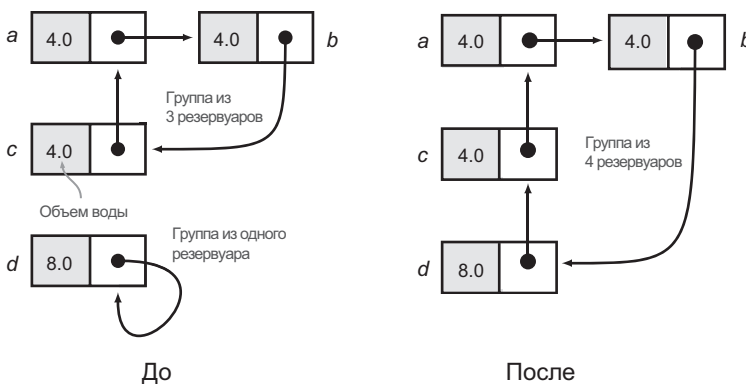 a 4.0 4.0 b
Группа из
3 резервуаров
c 4.0
Объем воды
Группа из одного
резервуара
d 8.0
До
a 4.0 4.0 b
Группа из
4 резервуаров
c 4.0
d 8.0
После